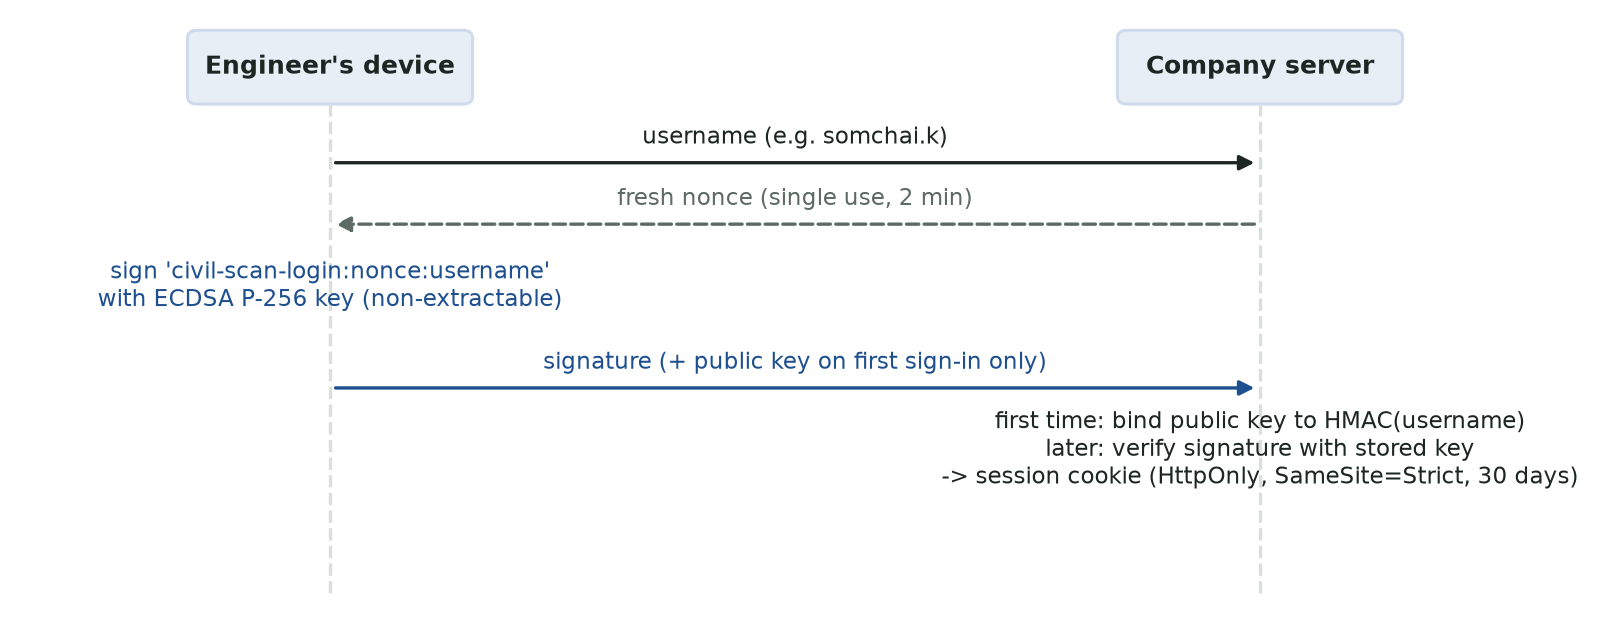 Engineer's device
Company server
username (e.g. somchai.k)
fresh nonce (single use, 2 min)
sign 'civil-scan-login:nonce:username'
with ECDSA P-256 key (non-extractable)
signature (+ public key on first sign-in only)
first time: bind public key to HMAC(username)
later: verify signature with stored key
-> session cookie (HttpOnly, SameSite=Strict, 30 days)